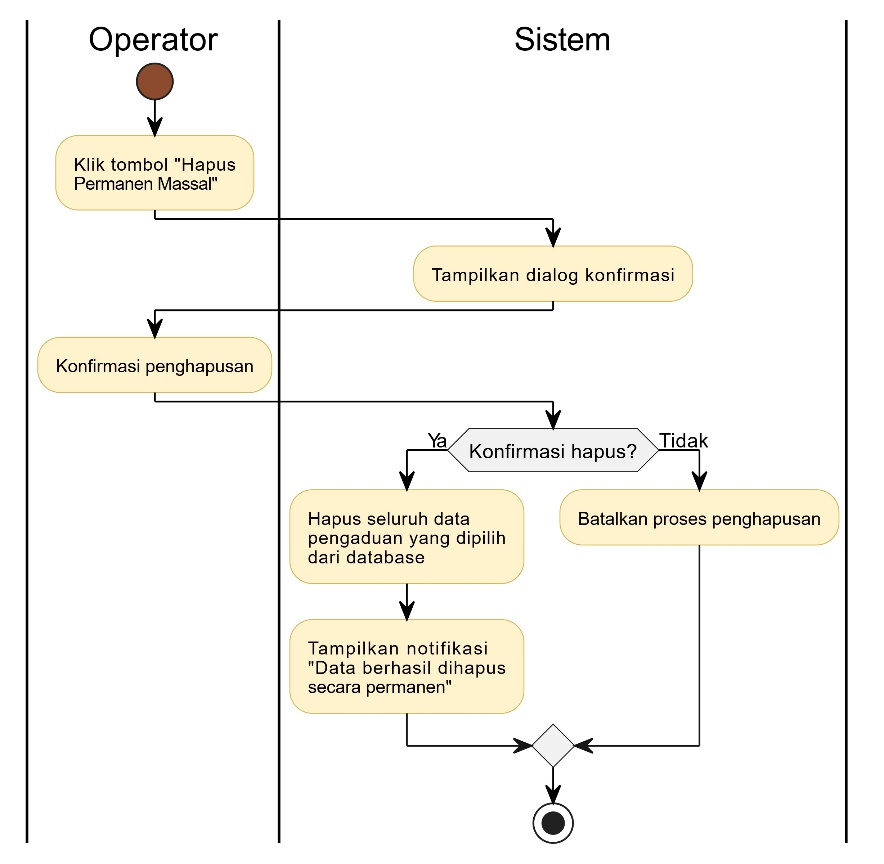 Operator
Sistem
Klik tombol "Hapus
Permanen Massal"
Tampilkan dialog konfirmasi
Konfirmasi penghapusan
Konfirmasi hapus?
Ya
Tidak
Hapus seluruh data
pengaduan yang dipilih
dari database
Batalkan proses penghapusan
Tampilkan notifikasi
"Data berhasil dihapus
secara permanen"